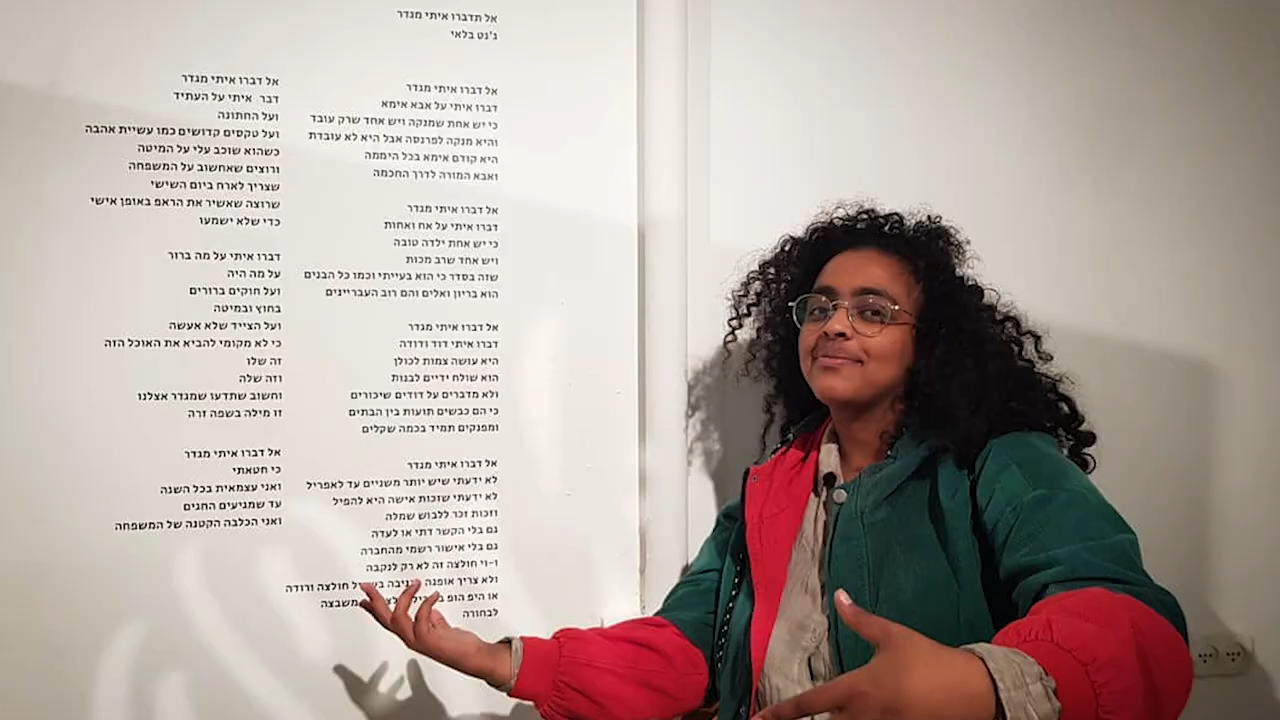 אל תדברו איתי מגדר
ג'נט בלאי
אל דברו איתי מגדר
דברו איתי על אבא אימא
כי יש אחת שמנקה ויש אחד שרק עובד
והיא מנקה לפרנסה אבל היא לא עובדת
היא קודם אימא בכל היממה
ואבא המורה לדרך החכמה
אל דברו איתי מגדר
דברו איתי על אח ואחות
כי יש אחת ילדה טובה
ויש אחד שרב מכות
שזה בסדר כי הוא בעייתי וכמו כל הבנים
הוא בריון ואלים והם רוב העבריינים
אל דברו איתי מגדר
דברו איתי דוד ודודה
היא עושה צמות לכולן
הוא שולח ידיים לבנות
ולא מדברים על דודים שיכורים
כי הם כבשים תועות בין הבתים
ומפנקים תמיד בכמה שקלים
אל דברו איתי מגדר
לא ידעתי שיש יותר משניים עד לאפריל
לא ידעתי שזכות אישה היא להפיל
וזכות זכר ללבוש שמלה
גם בלי הקשר דתי או לעדה
גם בלי אישור רשמי מהחברה
ו-וי חולצה זה לא רק לנקבה
ולא צריך אופנה חולצה ורודה
או היפ הופ משבצה
לבחורה
אל דברו איתי מגדר
דבר איתי על העתיד
ועל החתונה
ועל טקסים קדושים כמו עשיית אהבה
כשהוא שוכב עלי על המיטה
ורוצים שאחשוב על המשפחה
שצריך לארח ביום השישי
שרוצה שאשיר את הראפ באופן אישי
כדי שלא ישמעו
דברו איתי על מה ברור
על מה היה
ועל חוקים ברורים
בחוץ ובמיטה
ועל הצייד שלא אעשה
כי לא מקומי להביא את האוכל הזה
זה שלו
וזה שלה
וחשוב שתדעו שמגדר אצלנו
זו מילה בשפה זרה
אל דברו איתי מגדר
כי חטאתי
ואני עצמאית בכל השנה
עד שמגיעים החגים
ואני הכלבה הקטנה של המשפחה